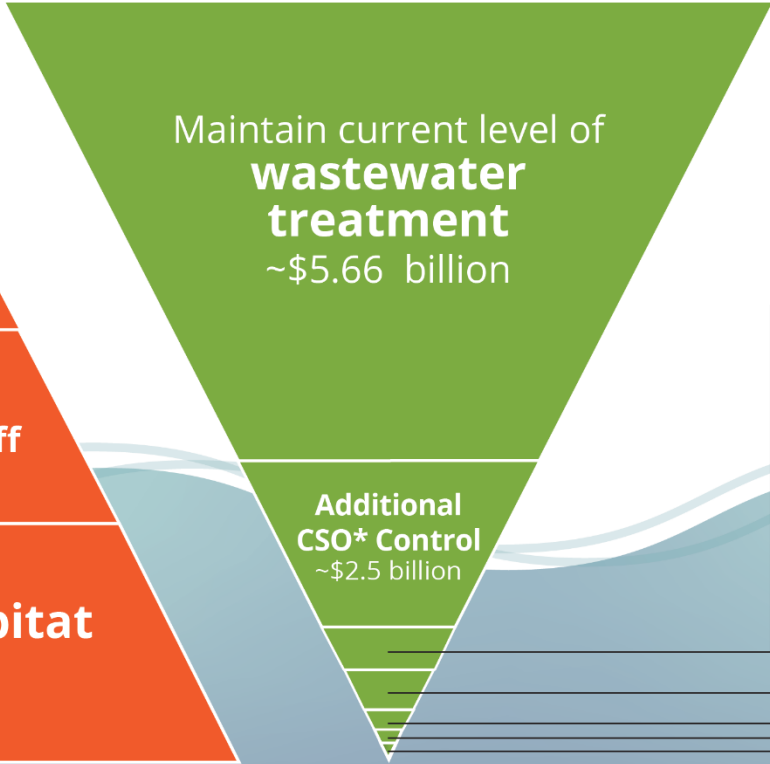 Maintain current level of
wastewater
treatment
~$5.66 billion
ff
Additional
CSO* Control
~$2.5 billion
bitat